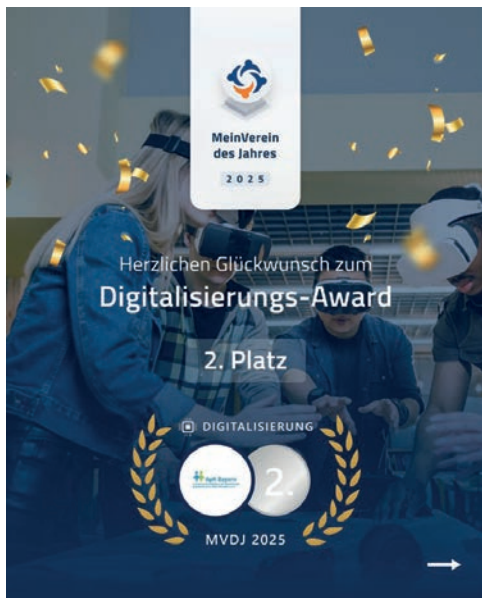 MeinVerein
des Jahres
2025
Herzlichen Glückwunsch zum
Digitalisierungs-Award
2. Platz
DIGITALISIERUNG
2.
MVDJ 2025